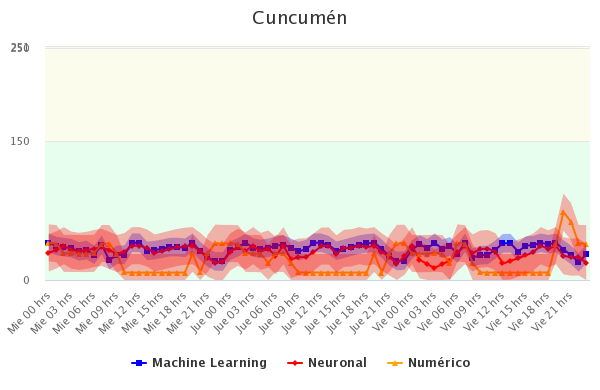 Cuncumén
250
150
0
Mie 00 hrs
Mie 03 hrs
Mie 06 hrs
Mie 09 hrs
Mie 12 hrs
Mie 15 hrs
Mie 18 hrs
Mie 21 hrs
Jue 00 hrs
Jue 03 hrs
Jue 06 hrs
Jue 09 hrs
Jue 12 hrs
Jue 15 hrs
Jue 18 hrs
Jue 21 hrs
Vie 00 hrs
Vie 03 hrs
Vie 06 hrs
Vie 09 hrs
Vie 12 hrs
Vie 15 hrs
Vie 18 hrs
Vie 21 hrs
Machine Learning Neuronal Numérico